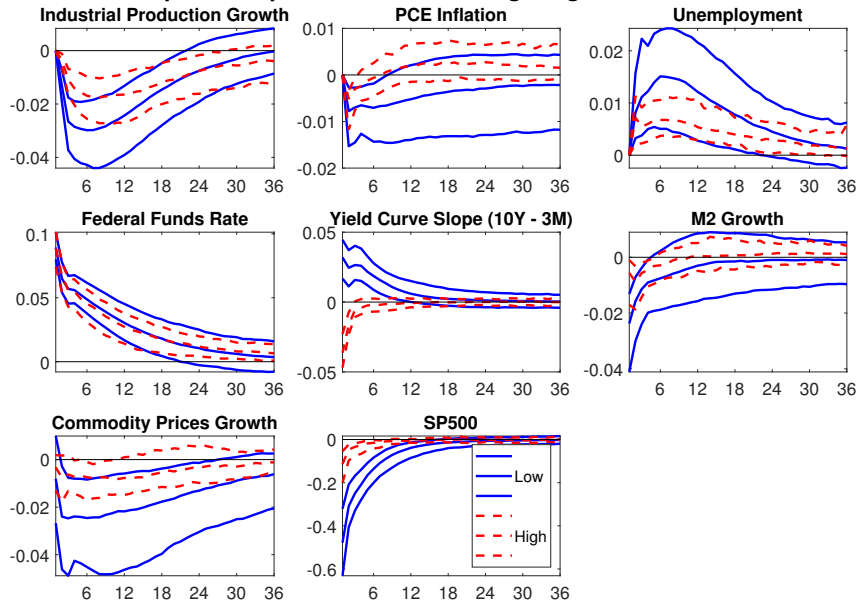 Industrial Production Growth
PCE Inflation
Unemployment
0
-0.02
-0.04
6 12 18 24 30 36
0.01
0
-0.01
-0.02
6 12 18 24 30 36
0.02
0.01
0
6 12 18 24 30 36
Federal Funds Rate
Yield Curve Slope (10Y - 3M)
M2 Growth
0.1
0.05
0
6 12 18 24 30 36
0.05
0
-0.05
6 12 18 24 30 36
0
-0.02
-0.04
6 12 18 24 30 36
Commodity Prices Growth
SP500
0
-0.02
-0.04
6 12 18 24 30 36
0
-0.2
-0.4
-0.6
6 12 18 24 30 36
Low
High